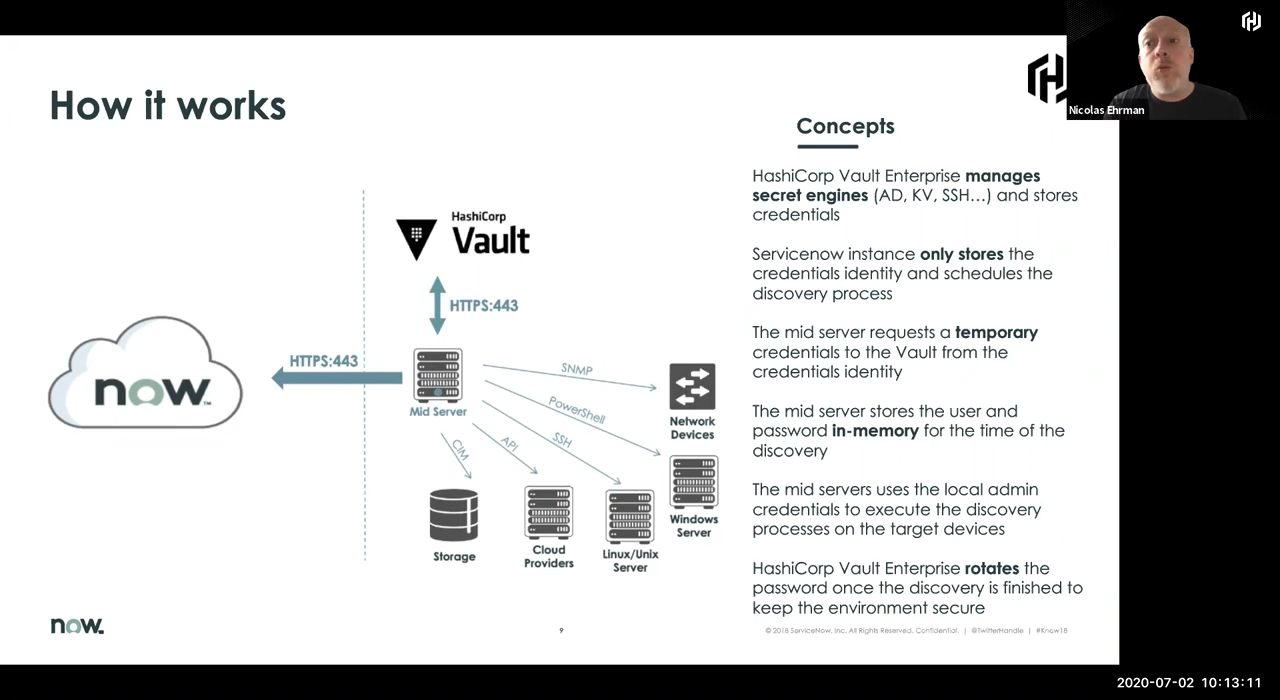 Nicolas Ehrman
How it works
Concepts
HashiCorp Vault Enterprise manages
secret engines (AD, KV, SSH...) and stores
credentials
Servicenow instance only stores the
credentials identity and schedules the
discovery process
The mid server requests a temporary
credentials to the Vault from the
credentials identity
The mid server stores the user and
password in-memory for the time of the
discovery
The mid servers uses the local admin
credentials to execute the discovery
processes on the target devices
HashiCorp Vault Enterprise rotates the
password once the discovery is finished to
keep the environment secure
HashiCorp
Vault
HTTPS:443
HTTPS:443
now™
Mid Server
SNMP
PowerShell
SSH
API
CIM
Network
Devices
Windows
Server
Linux/Unix
Server
Cloud
Providers
Storage
now.
9
© 2018 ServiceNow, Inc. All Rights Reserved. Confidential. | @TwitterHandle | #Know18
2020-07-02 10:13:11